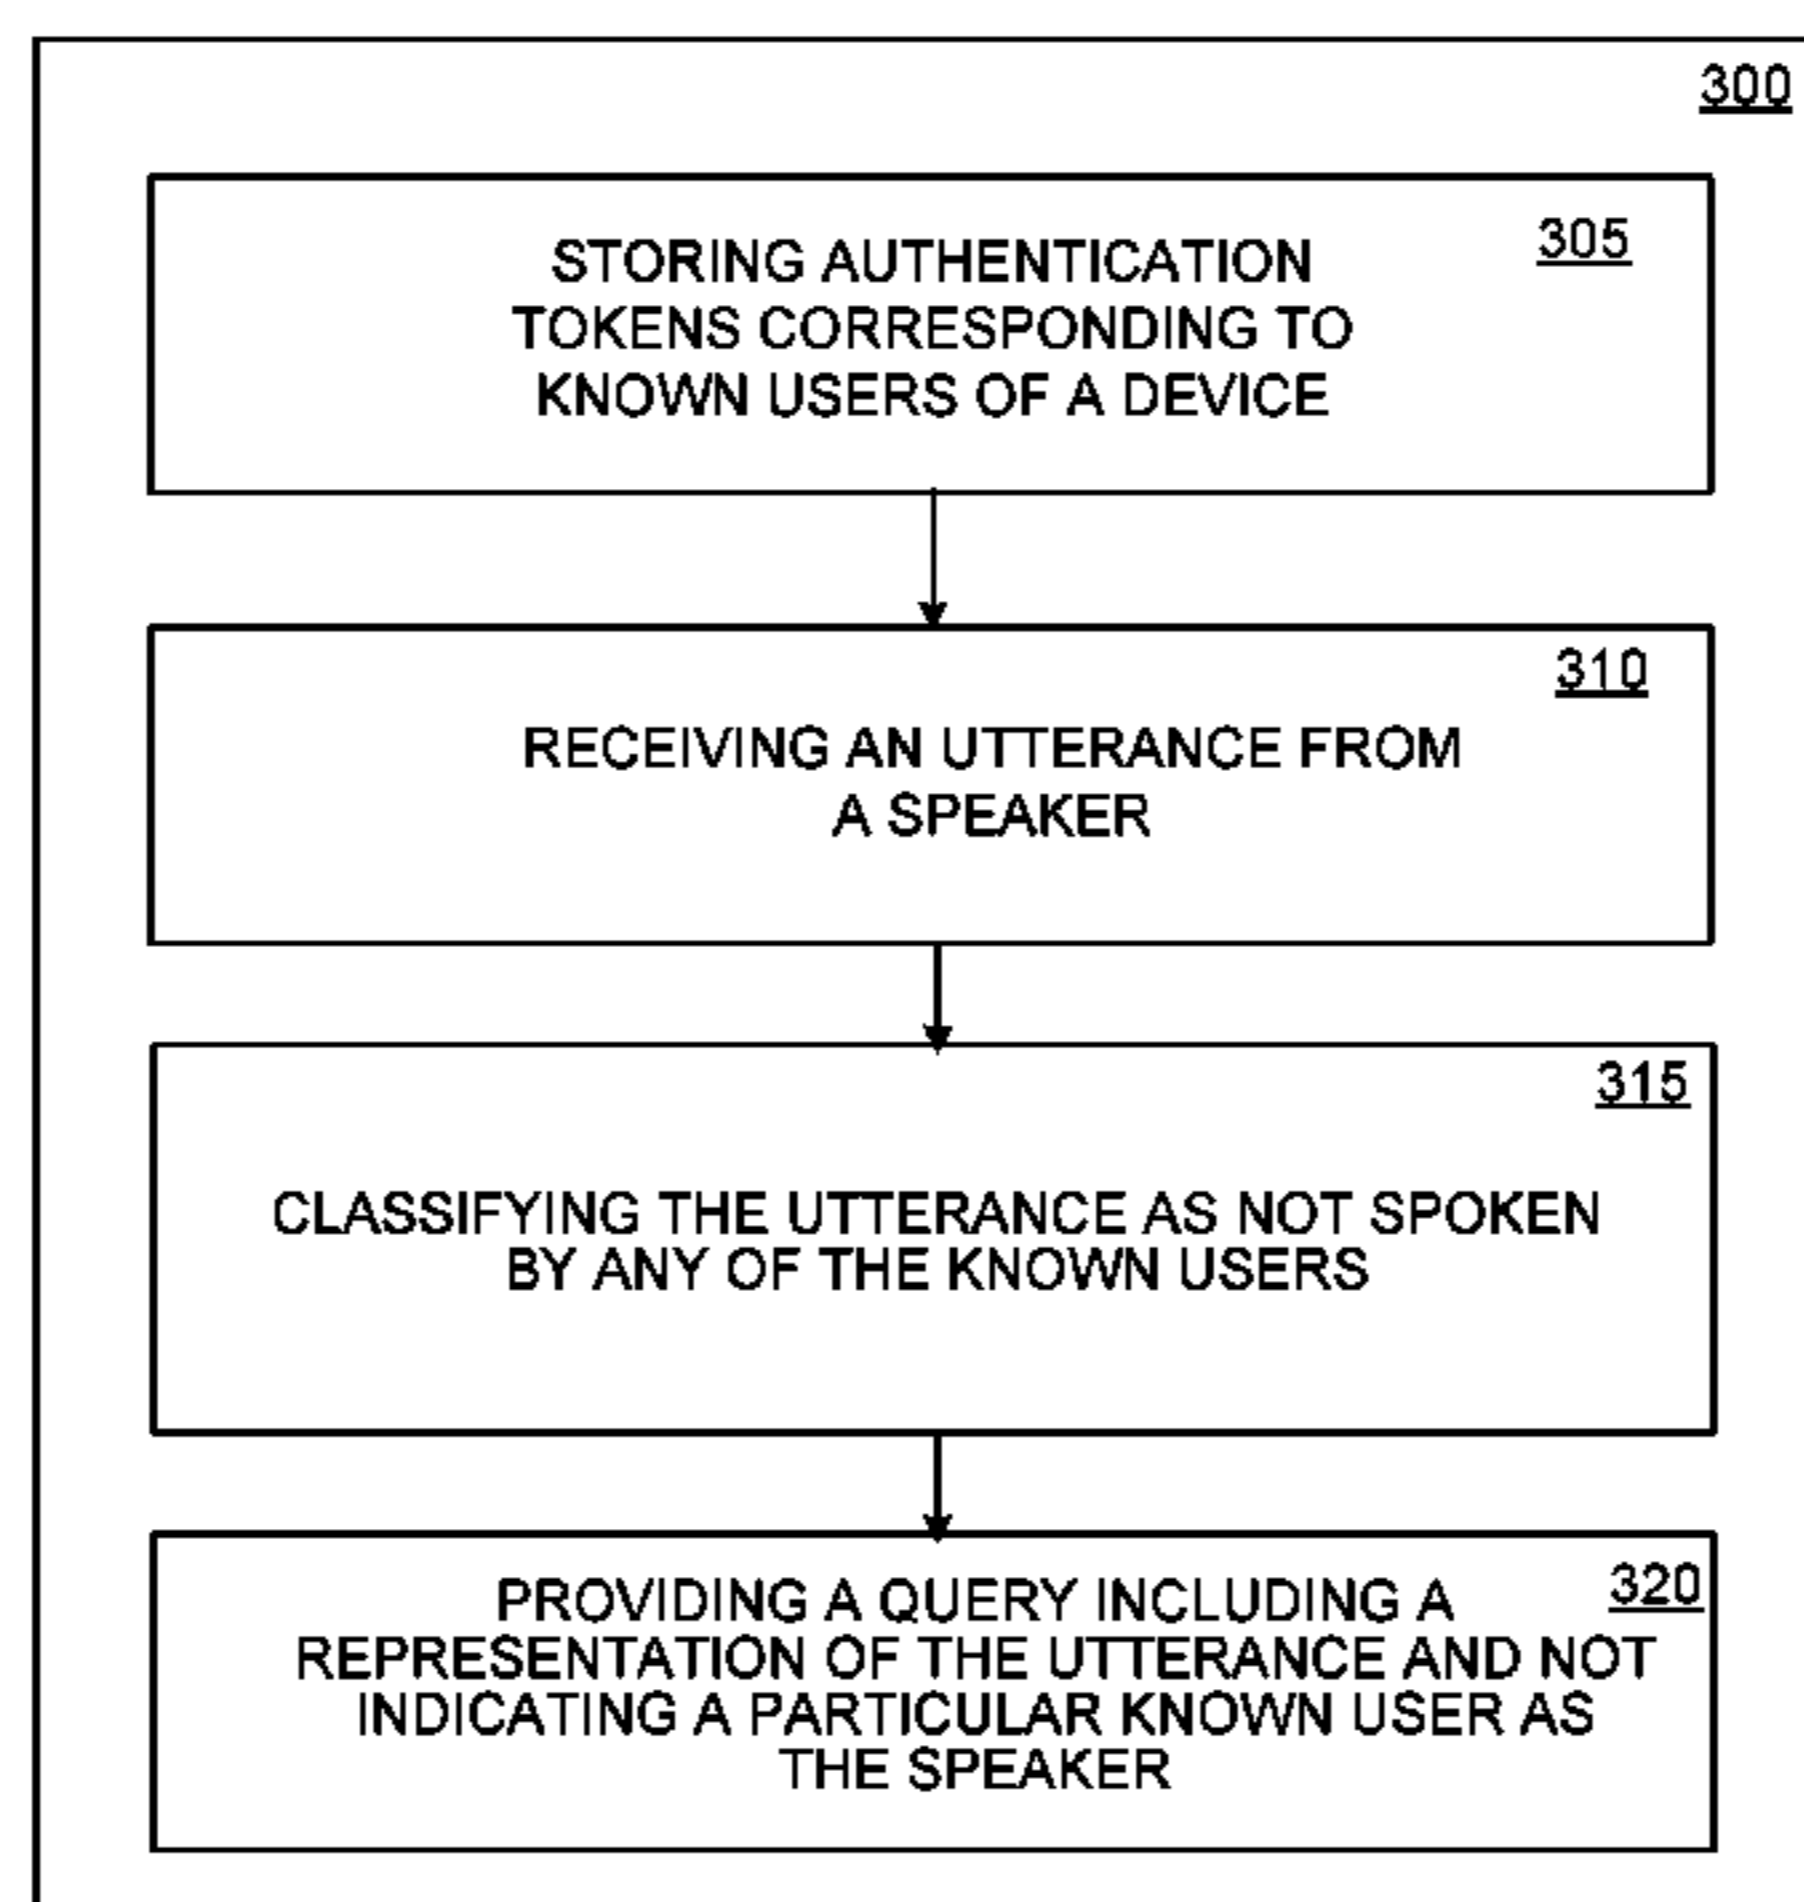 300
305
STORING AUTHENTICATION
TOKENS CORRESPONDING TO
KNOWN USERS OF A DEVICE
310
RECEIVING AN UTTERANCE FROM
A SPEAKER
315
CLASSIFYING THE UTTERANCE AS NOT SPOKEN
BY ANY OF THE KNOWN USERS
320
PROVIDING A QUERY INCLUDING A
REPRESENTATION OF THE UTTERANCE AND NOT
INDICATING A PARTICULAR KNOWN USER AS
THE SPEAKER